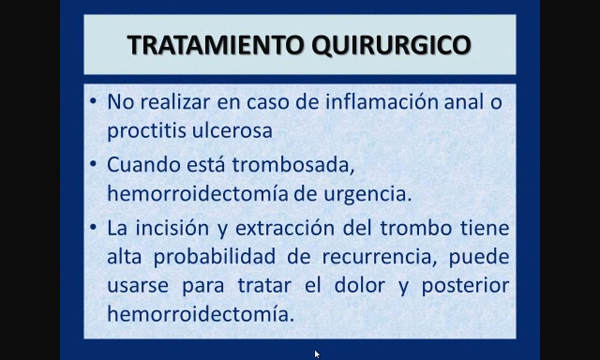 TRATAMIENTO QUIRURGICO
• No realizar en caso de inflamación anal o
proctitis ulcerosa
• Cuando está trombosada,
hemorroidectomía de urgencia.
• La incisión y extracción del trombo tiene
alta probabilidad de recurrencia, puede
usarse para tratar el dolor y posterior
hemorroidectomía.